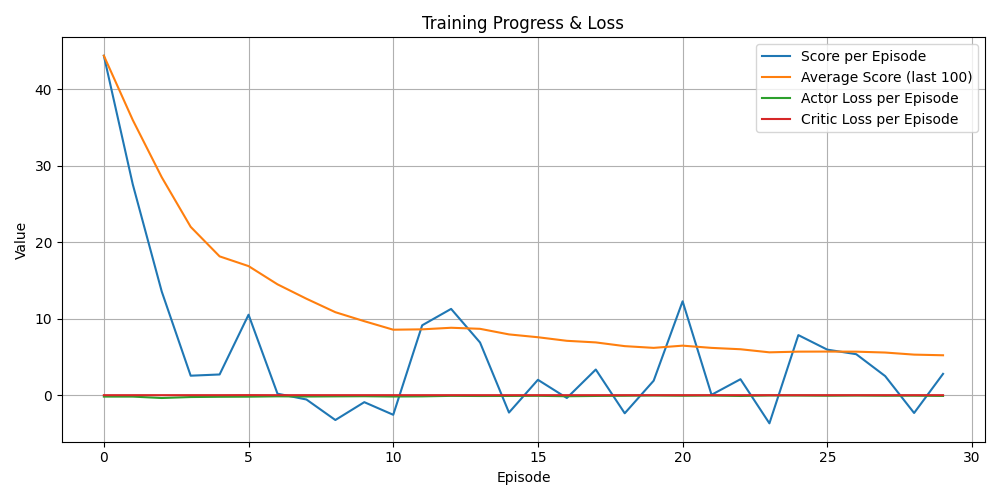 Training Progress & Loss
Score per Episode
Average Score (last 100)
Actor Loss per Episode
Critic Loss per Episode
Value
40
30
20
10
0
0 5 10 15 20 25 30
Episode